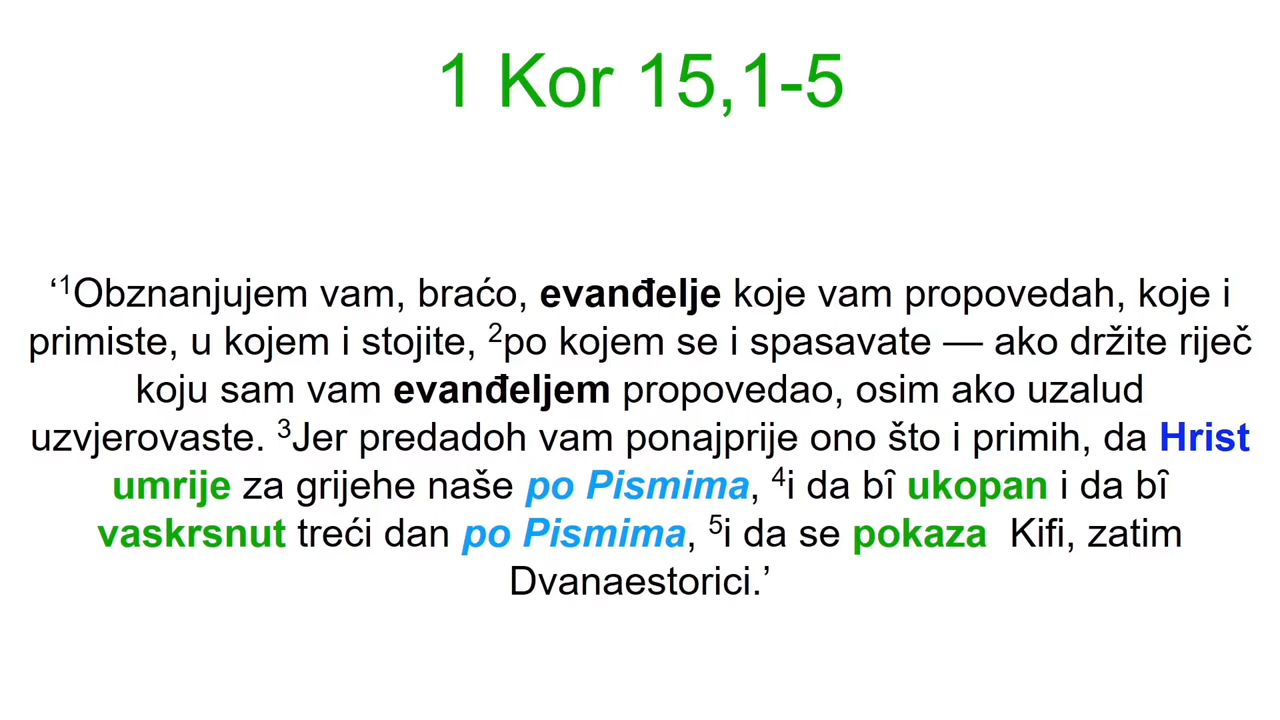 1 Kor 15,1-5
‘¹Obznanjujem vam, braćo, evanđelje koje vam propovedah, koje i
primiste, u kojem i stojite, ²po kojem se i spasavate — ako držite riječ
koju sam vam evanđeljem propovedao, osim ako uzalud
uzvjerovaste. ³Jer predadoh vam ponajprije ono što i primih, da Hrist
umrije za grijehe naše po Pismima, ⁴i da bȋ ukopan i da bȋ
vaskrsnut treći dan po Pismima, ⁵i da se pokaza Kifi, zatim
Dvanaestorici.’